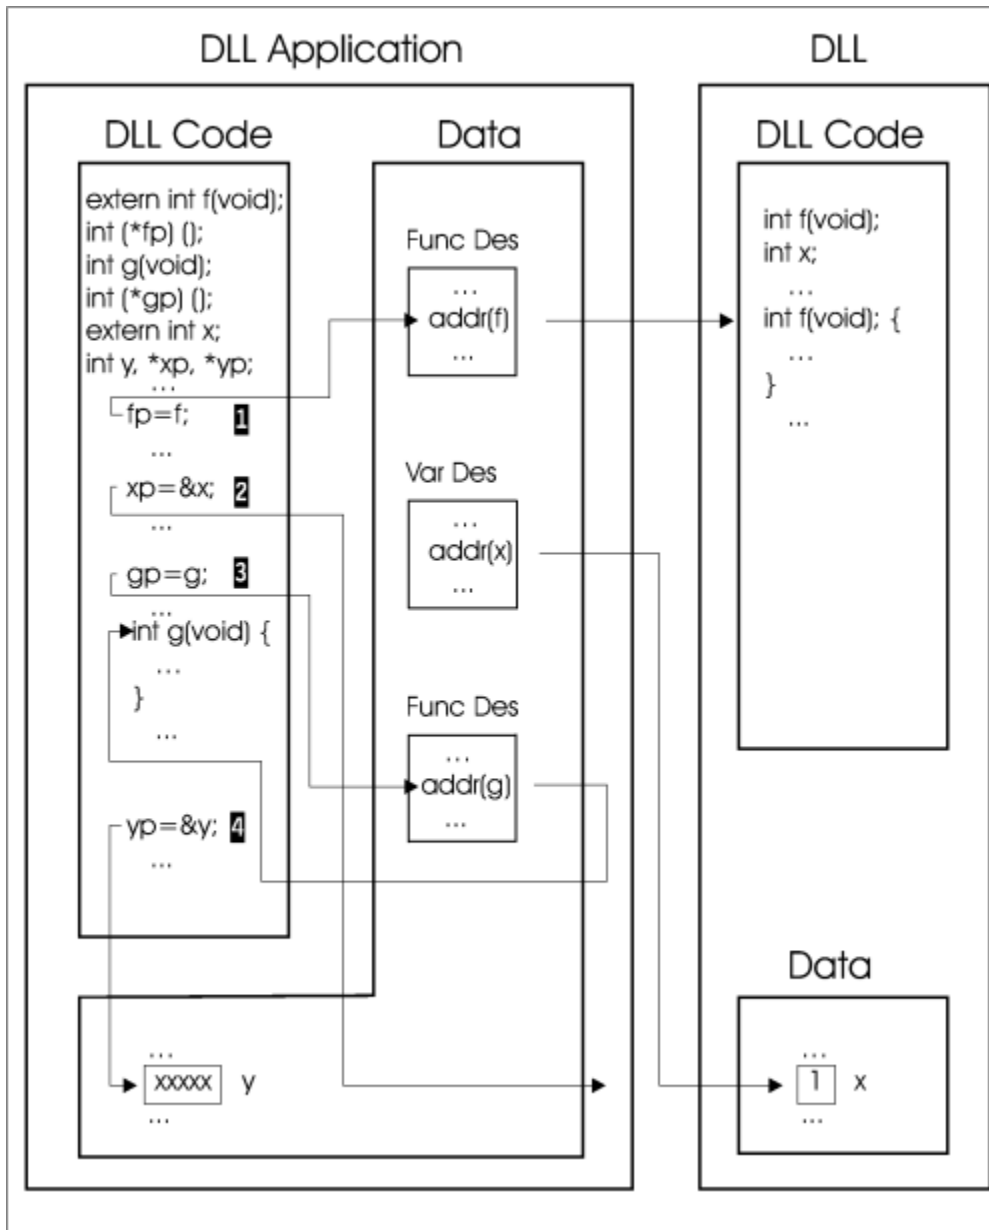 DLL Application
DLL Code
extern int f(void);
int (*fp) ();
int g(void);
int (*gp) ();
extern int x;
int y, *xp, *yp;
...
fp=f; 1
...
xp=&x; 2
...
gp=g; 3
...
int g(void) {
...
}
...
yp=&y; 4
...
Data
Func Des
...
addr(f)
...
Var Des
...
addr(x)
...
Func Des
...
addr(g)
...
...
xxxxx y
...
DLL
DLL Code
int f(void);
int x;
...
int f(void); {
...
}
...
Data
...
1 x
...